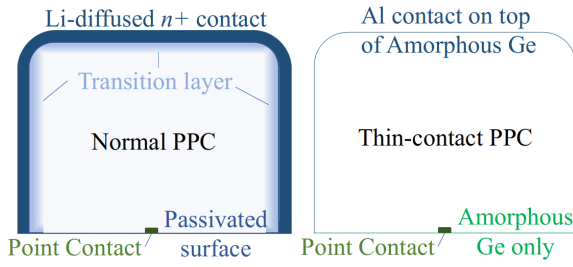 Li-diffused n+ contact
Transition layer
Normal PPC
Passivated
surface
Point Contact
Al contact on top
of Amorphous Ge
Thin-contact PPC
Amorphous
Ge only
Point Contact